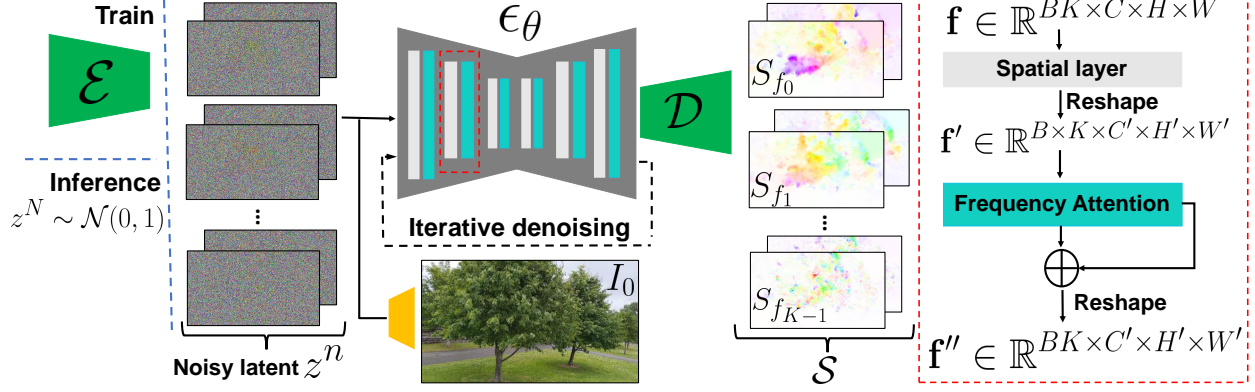 Train
ℰ
Inference
z^N ∼ 𝒩(0, 1)
⋮
Noisy latent z^n
ϵ_θ
Iterative denoising
I_0
𝒟
S_{f_0}
S_{f_1}
⋮
S_{f_{K−1}}
𝒮
f ∈ ℝ^{BK×C×H×W}
Spatial layer
Reshape
f′ ∈ ℝ^{B×K×C′×H′×W′}
Frequency Attention
Reshape
f″ ∈ ℝ^{BK×C′×H′×W′}